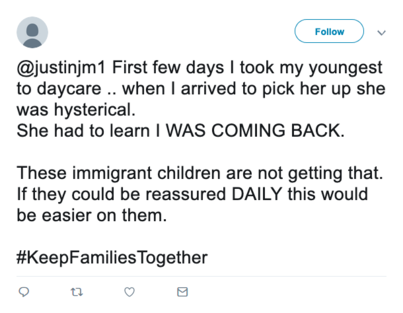 Follow
@justinjm1 First few days I took my youngest
to daycare .. when I arrived to pick her up she
was hysterical.
She had to learn I WAS COMING BACK.
These immigrant children are not getting that.
If they could be reassured DAILY this would
be easier on them.
#KeepFamiliesTogether